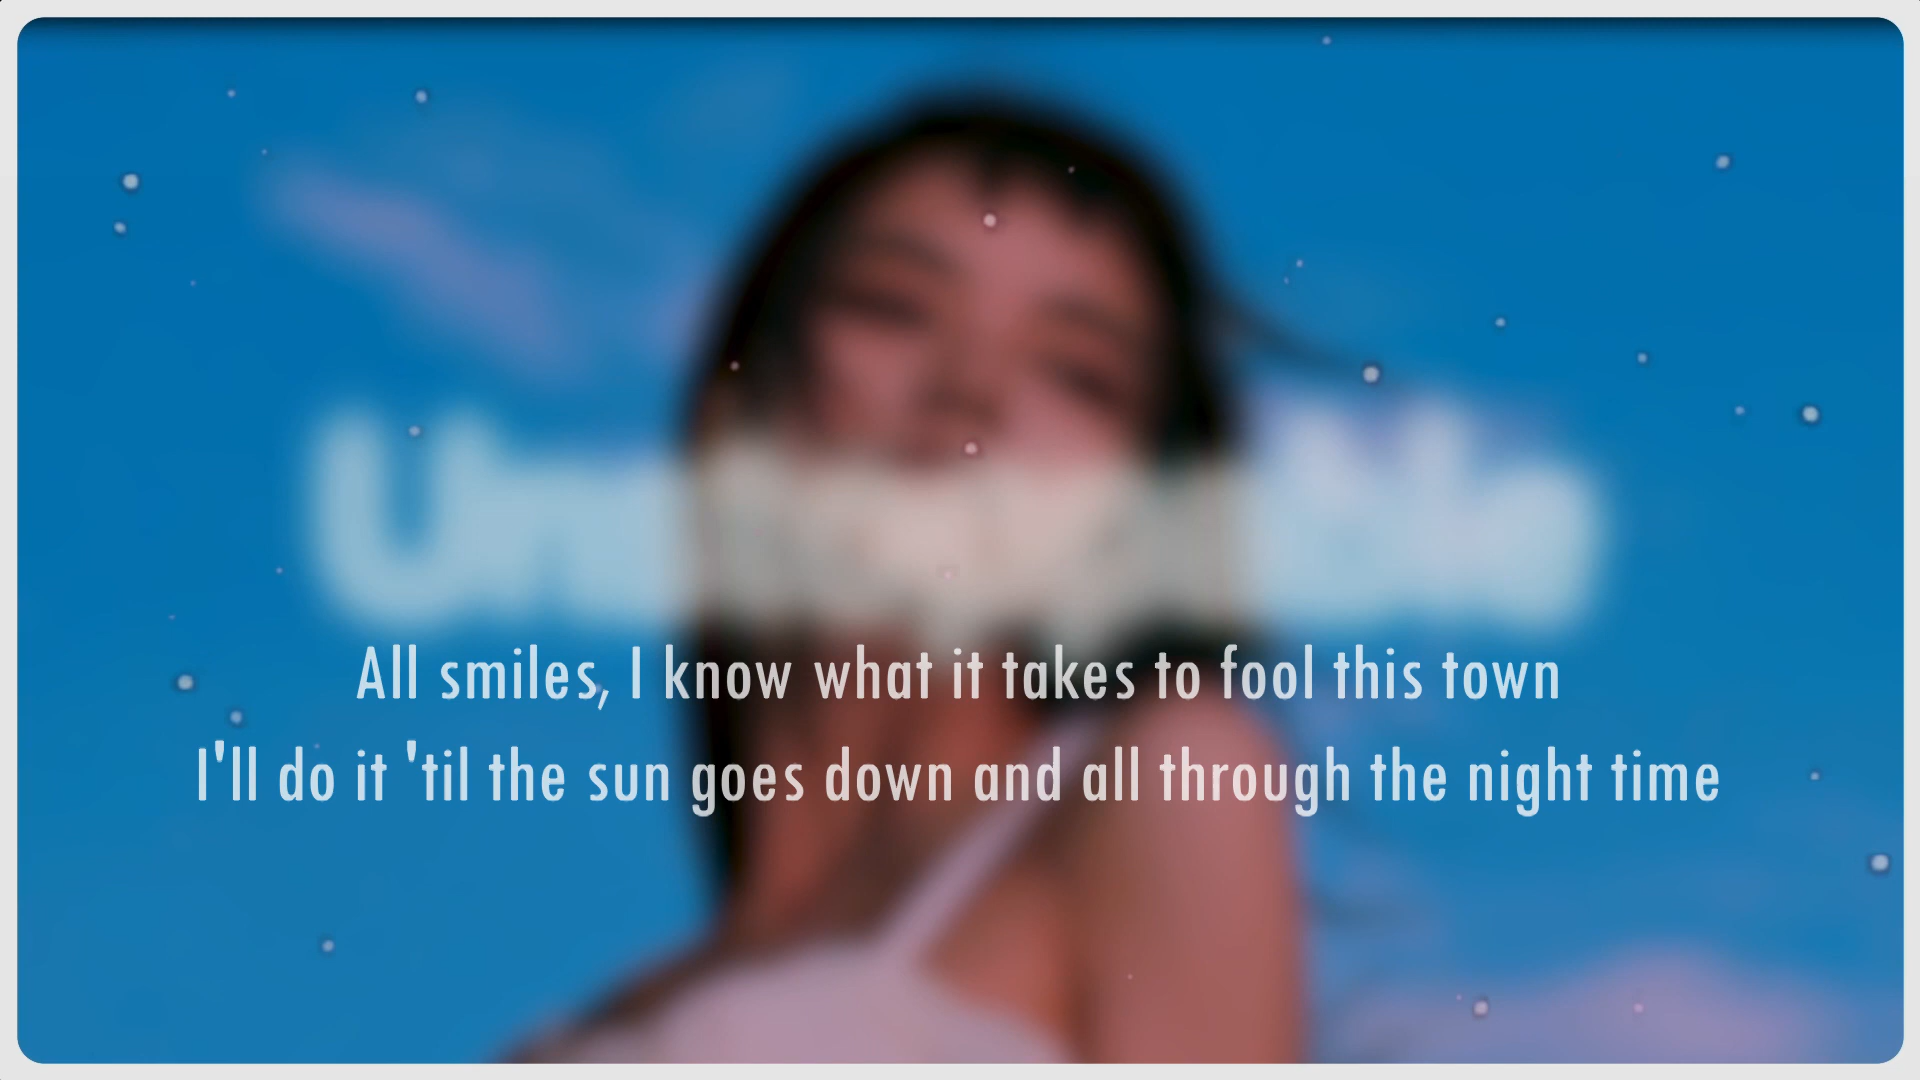 All smiles, I know what it takes to fool this town
I'll do it 'til the sun goes down and all through the night time